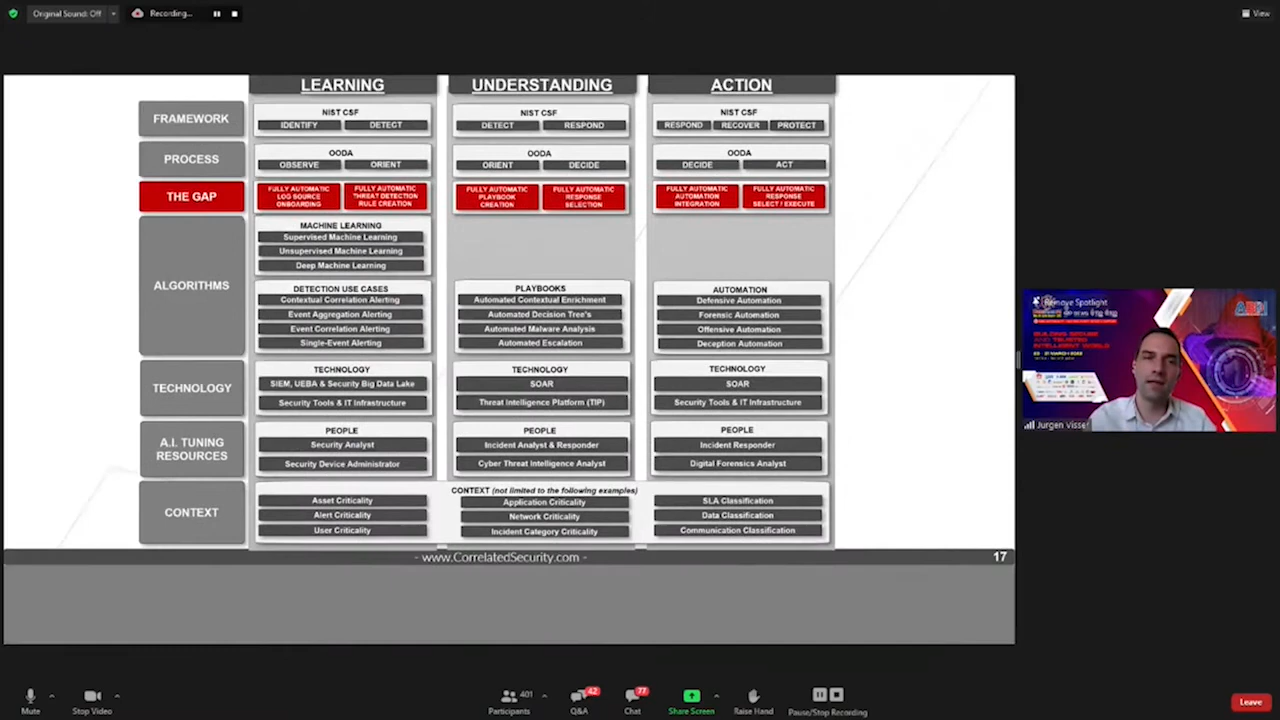 Original Sound: Off
Recording...
View
LEARNING
UNDERSTANDING
ACTION
FRAMEWORK
NIST CSF
IDENTIFY DETECT
NIST CSF
DETECT RESPOND
NIST CSF
RESPOND RECOVER PROTECT
PROCESS
OODA
OBSERVE ORIENT
OODA
ORIENT DECIDE
OODA
DECIDE ACT
THE GAP
FULLY AUTOMATIC
LOG SOURCE
ONBOARDING
FULLY AUTOMATIC
THREAT DETECTION
RULE CREATION
FULLY AUTOMATIC
PLAYBOOK
CREATION
FULLY AUTOMATIC
RESPONSE
SELECTION
FULLY AUTOMATIC
AUTOMATION
INTEGRATION
FULLY AUTOMATIC
RESPONSE
SELECT / EXECUTE
ALGORITHMS
MACHINE LEARNING
Supervised Machine Learning
Unsupervised Machine Learning
Deep Machine Learning
DETECTION USE CASES
Contextual Correlation Alerting
Event Aggregation Alerting
Event Correlation Alerting
Single-Event Alerting
PLAYBOOKS
Automated Contextual Enrichment
Automated Decision Tree's
Automated Malware Analysis
Automated Escalation
AUTOMATION
Defensive Automation
Forensic Automation
Offensive Automation
Deception Automation
TECHNOLOGY
TECHNOLOGY
SIEM, UEBA & Security Big Data Lake
Security Tools & IT Infrastructure
TECHNOLOGY
SOAR
Threat Intelligence Platform (TIP)
TECHNOLOGY
SOAR
Security Tools & IT Infrastructure
A.I. TUNING
RESOURCES
PEOPLE
Security Analyst
Security Device Administrator
PEOPLE
Incident Analyst & Responder
Cyber Threat Intelligence Analyst
PEOPLE
Incident Responder
Digital Forensics Analyst
CONTEXT
CONTEXT (not limited to the following examples)
Asset Criticality
Alert Criticality
User Criticality
Application Criticality
Network Criticality
Incident Category Criticality
SLA Classification
Data Classification
Communication Classification
- www.CorrelatedSecurity.com -
17
Remove Spotlight
BUILDING SECURE
AND TRUSTED
INTELLIGENT WORLD
Jurgen Visser
Mute
Stop Video
Participants
401
Q&A
42
Chat
77
Share Screen
Raise Hand
Pause/Stop Recording
Leave